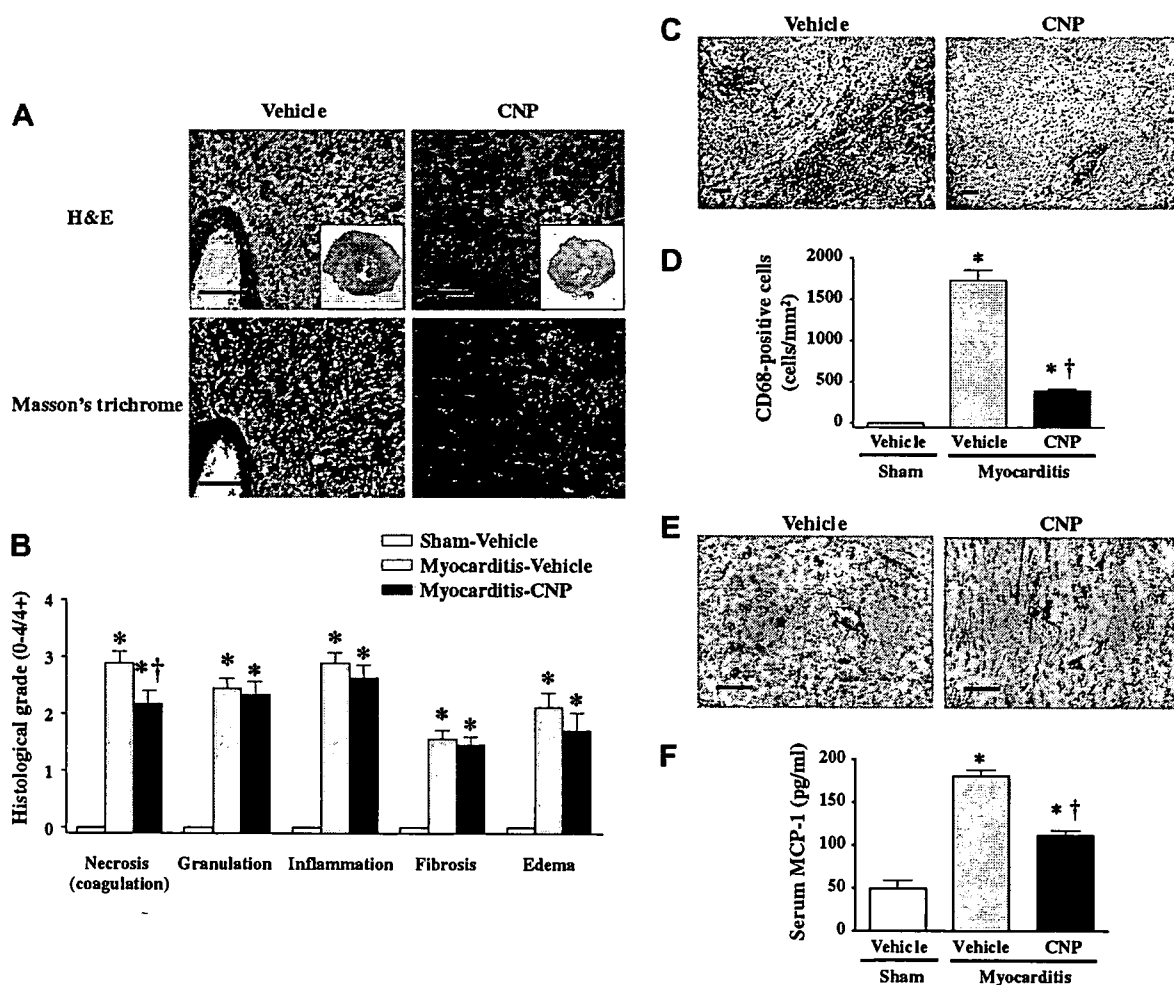 A
Vehicle
CNP
H&E
Masson's trichrome
B
Sham-Vehicle
Myocarditis-Vehicle
Myocarditis-CNP
Histological grade (0-4/4+)
4
3
2
1
0
* *† * * * * * * * *
Necrosis
(coagulation)
Granulation
Inflammation
Fibrosis
Edema
C
Vehicle
CNP
D
CD68-positive cells
(cells/mm²)
2000
1500
500
0
*
* †
Vehicle
Vehicle
CNP
Sham
Myocarditis
E
Vehicle
CNP
F
Serum MCP-1 (pg/ml)
200
150
100
50
0
*
* †
Vehicle
Vehicle
CNP
Sham
Myocarditis